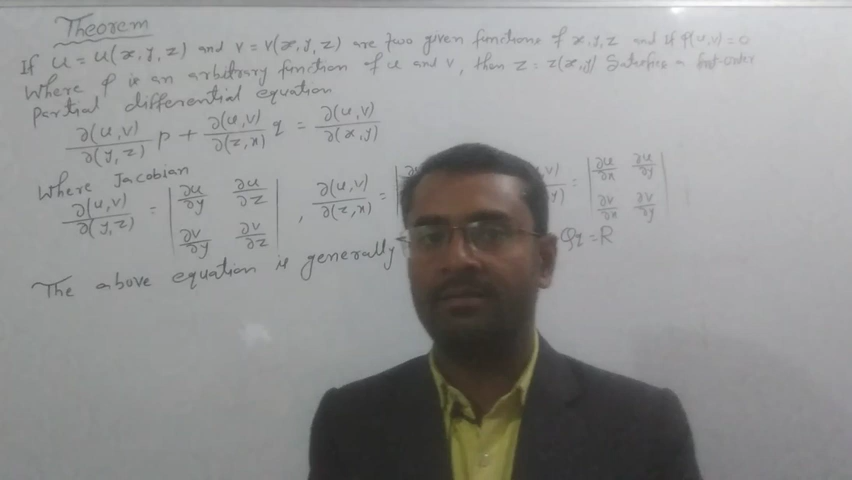 Theorem
If u = u(x, y, z) and v = v(x, y, z) are two given functions of x, y, z and if φ(u, v) = 0
Where φ is an arbitrary function of u and v, then z = z(x, y) Satisfies a first-order
Partial differential equation
∂(u,v)/∂(y,z) p + ∂(u,v)/∂(z,x) q = ∂(u,v)/∂(x,y)
Where Jacobian
∂(u,v)/∂(y,z) = | ∂u/∂y ∂u/∂z ; ∂v/∂y ∂v/∂z | , ∂(u,v)/∂(z,x) = | = | ∂u/∂x ∂u/∂y ; ∂v/∂x ∂v/∂y |
The above equation is generally Qq = R